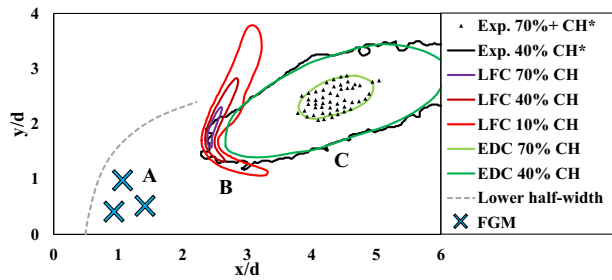 4
3
2
1
0
y/d
0
1
2
3
4
5
6
x/d
A
B
C
Exp. 70%+ CH*
Exp. 40% CH*
LFC 70% CH
LFC 40% CH
LFC 10% CH
EDC 70% CH
EDC 40% CH
Lower half-width
FGM